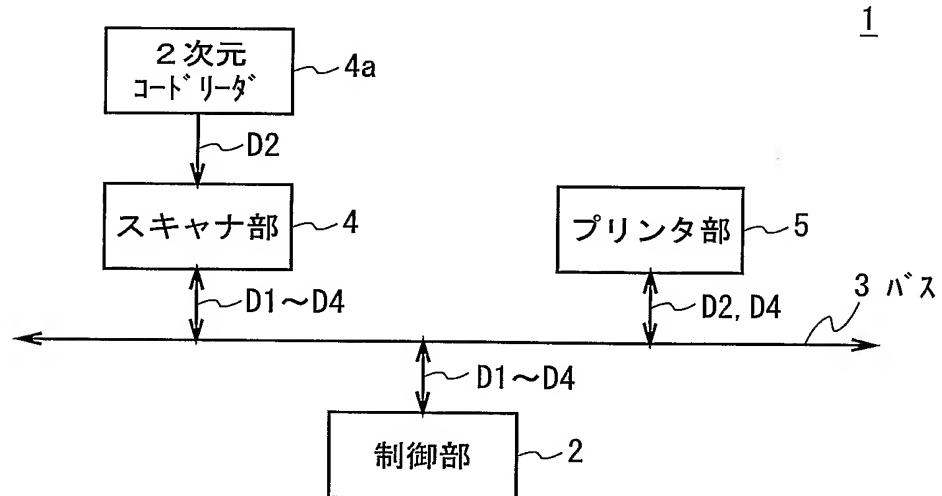 1
２次元
ｺｰﾄﾞﾘｰﾀﾞ
4a
D2
スキャナ部
4
プリンタ部
5
D1～D4
D2, D4
3 ﾊﾞｽ
D1～D4
制御部
2